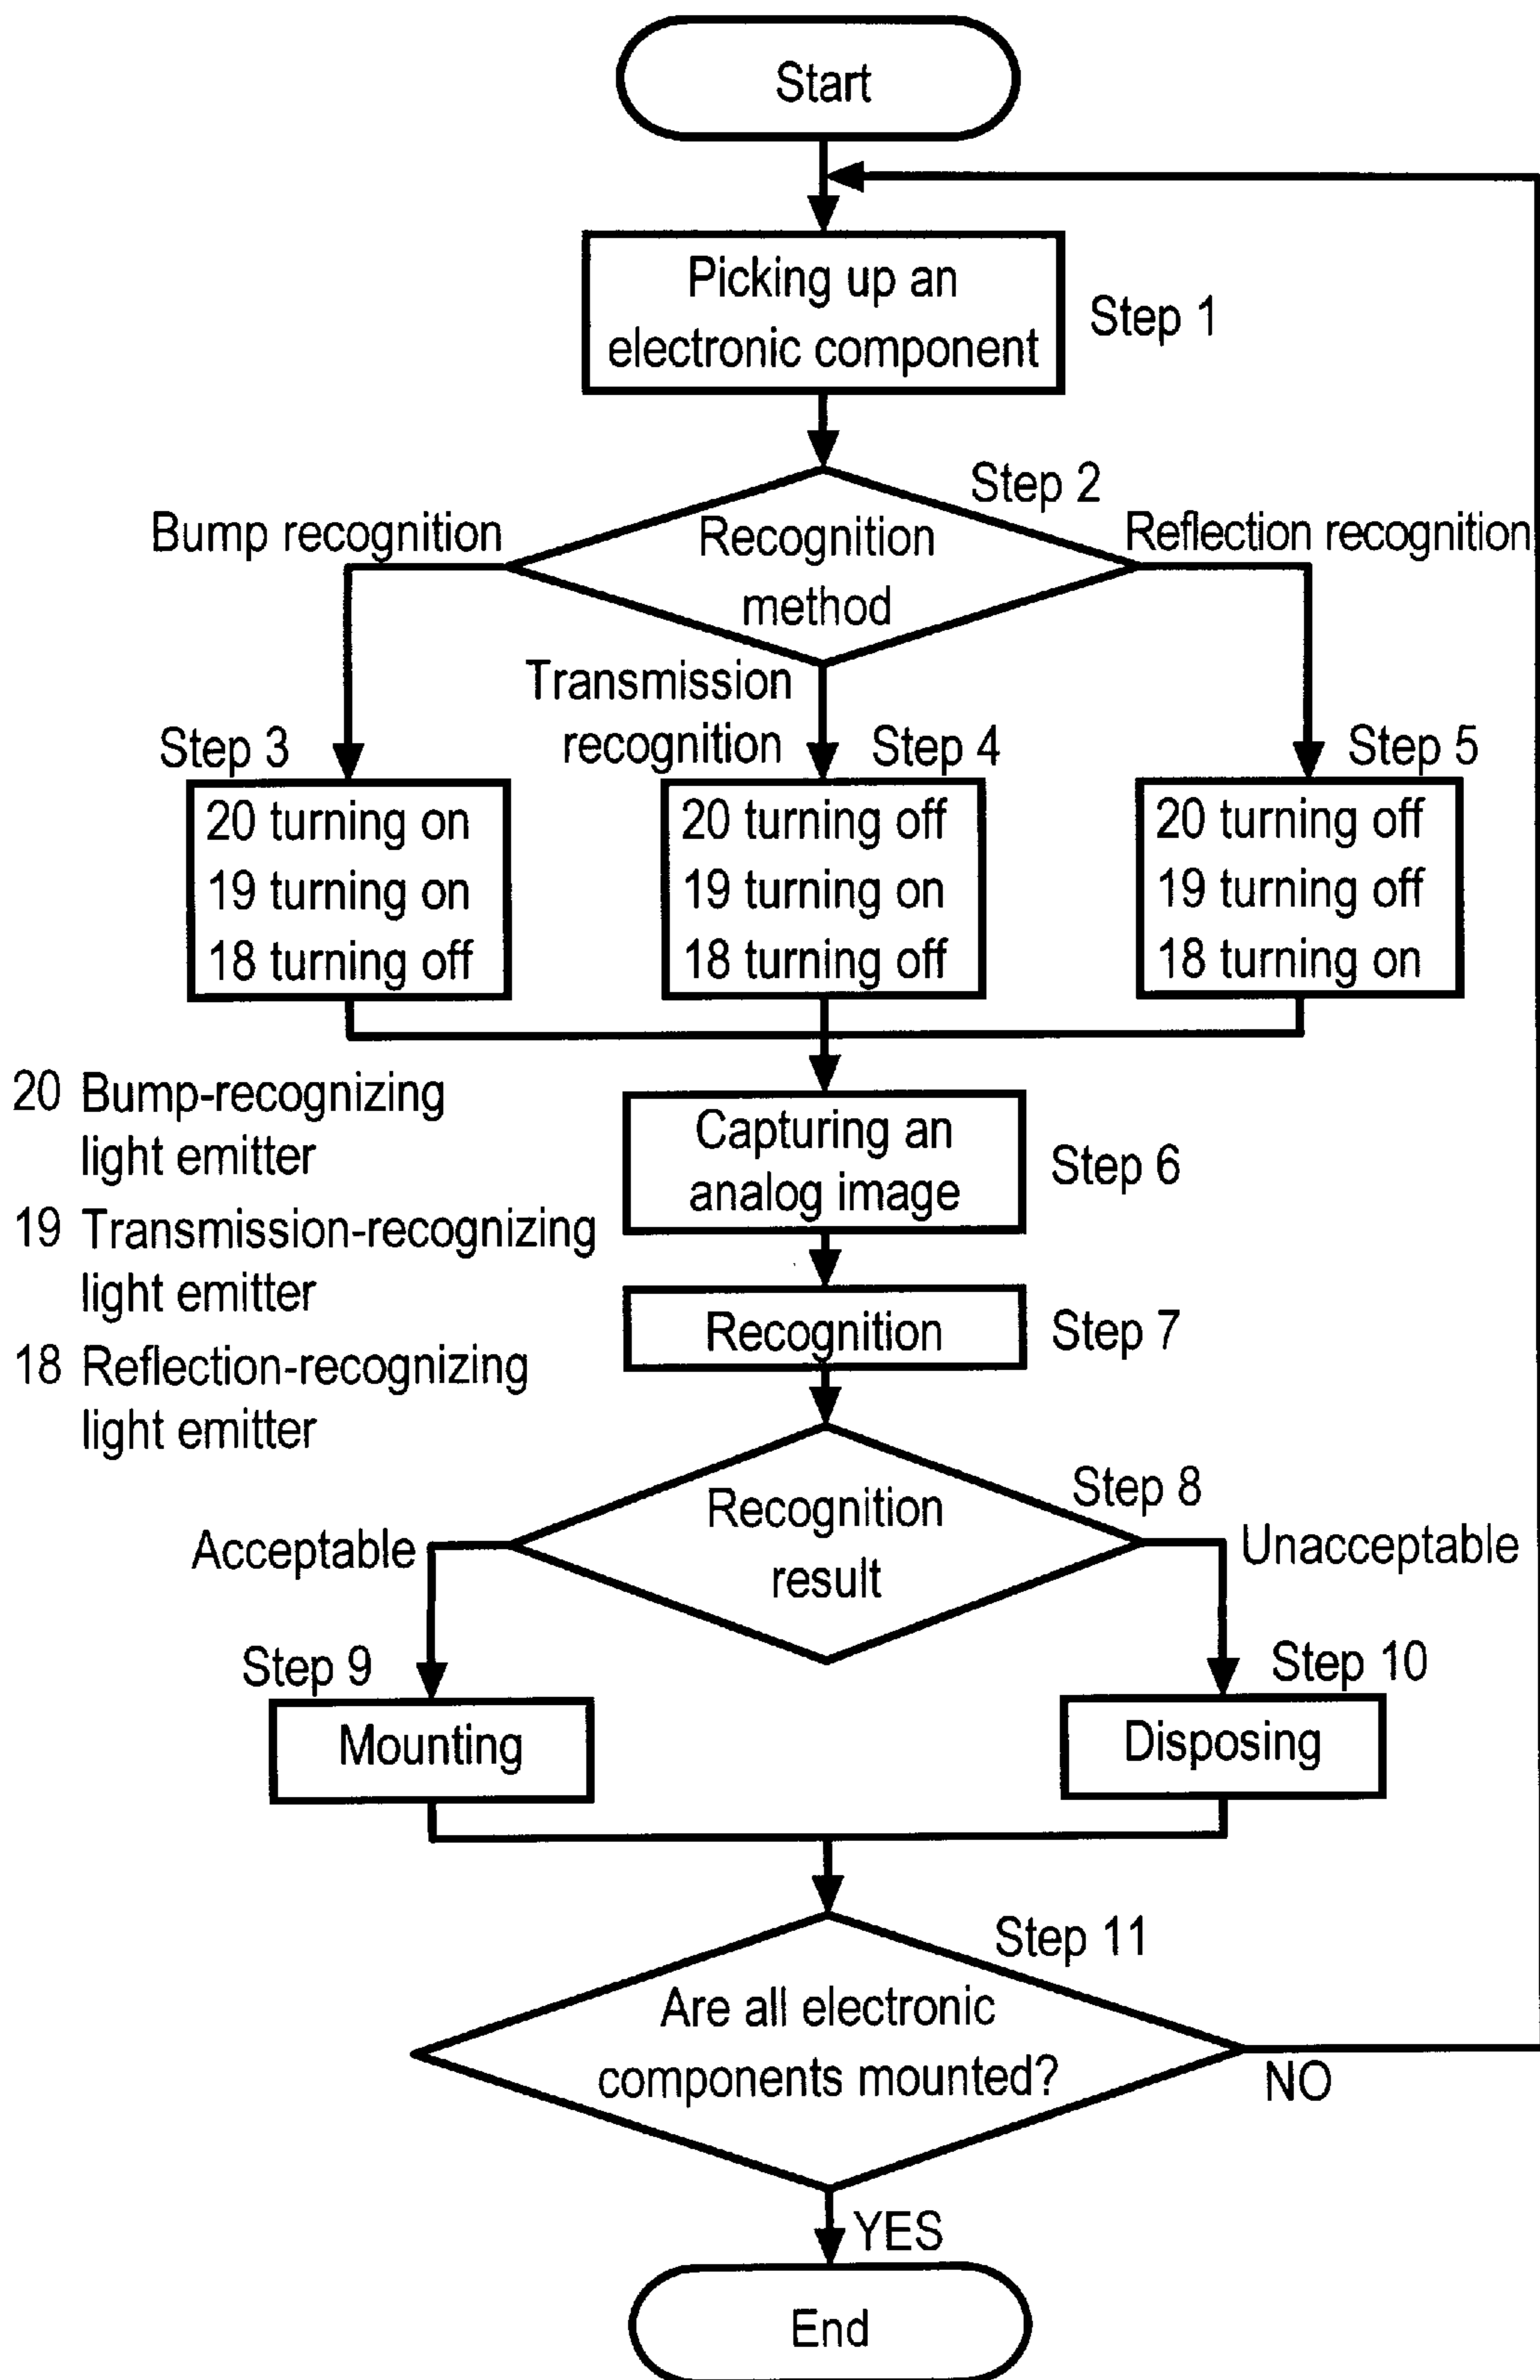 Start
Picking up an
electronic component
Step 1
Step 2
Bump recognition
Recognition
method
Reflection recognition
Transmission
recognition
Step 3
Step 4
Step 5
20 turning on
19 turning on
18 turning off
20 turning off
19 turning on
18 turning off
20 turning off
19 turning off
18 turning on
20 Bump-recognizing
light emitter
19 Transmission-recognizing
light emitter
18 Reflection-recognizing
light emitter
Capturing an
analog image
Step 6
Recognition
Step 7
Step 8
Recognition
result
Acceptable
Unacceptable
Step 9
Step 10
Mounting
Disposing
Step 11
Are all electronic
components mounted?
NO
YES
End